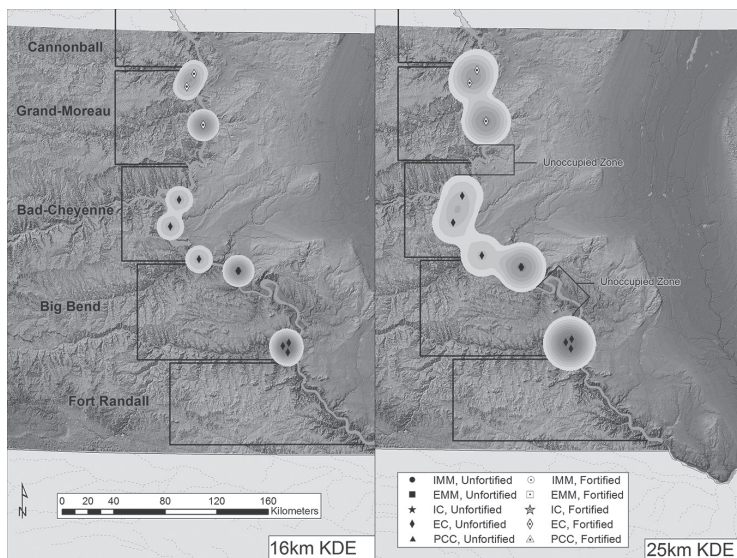 Cannonball
Grand-Moreau
Bad-Cheyenne
Big Bend
Fort Randall
N
0 20 40 80 120 160
Kilometers
16km KDE
Unoccupied Zone
Unoccupied Zone
IMM, Unfortified IMM, Fortified
EMM, Unfortified EMM, Fortified
IC, Unfortified IC, Fortified
EC, Unfortified EC, Fortified
PCC, Unfortified PCC, Fortified
25km KDE